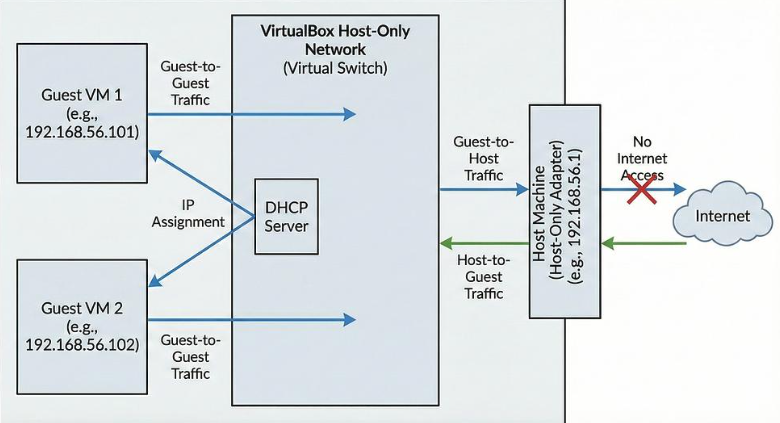 VirtualBox Host-Only
Network
(Virtual Switch)
Guest VM 1
(e.g.,
192.168.56.101)
Guest-to-
Guest
Traffic
IP
Assignment
DHCP
Server
Guest VM 2
(e.g.,
192.168.56.102)
Guest-to-
Guest
Traffic
Guest-to-
Host
Traffic
Host-to-
Guest
Traffic
Host Machine
(Host-Only Adapter)
(e.g., 192.168.56.1)
No
Internet
Access
Internet